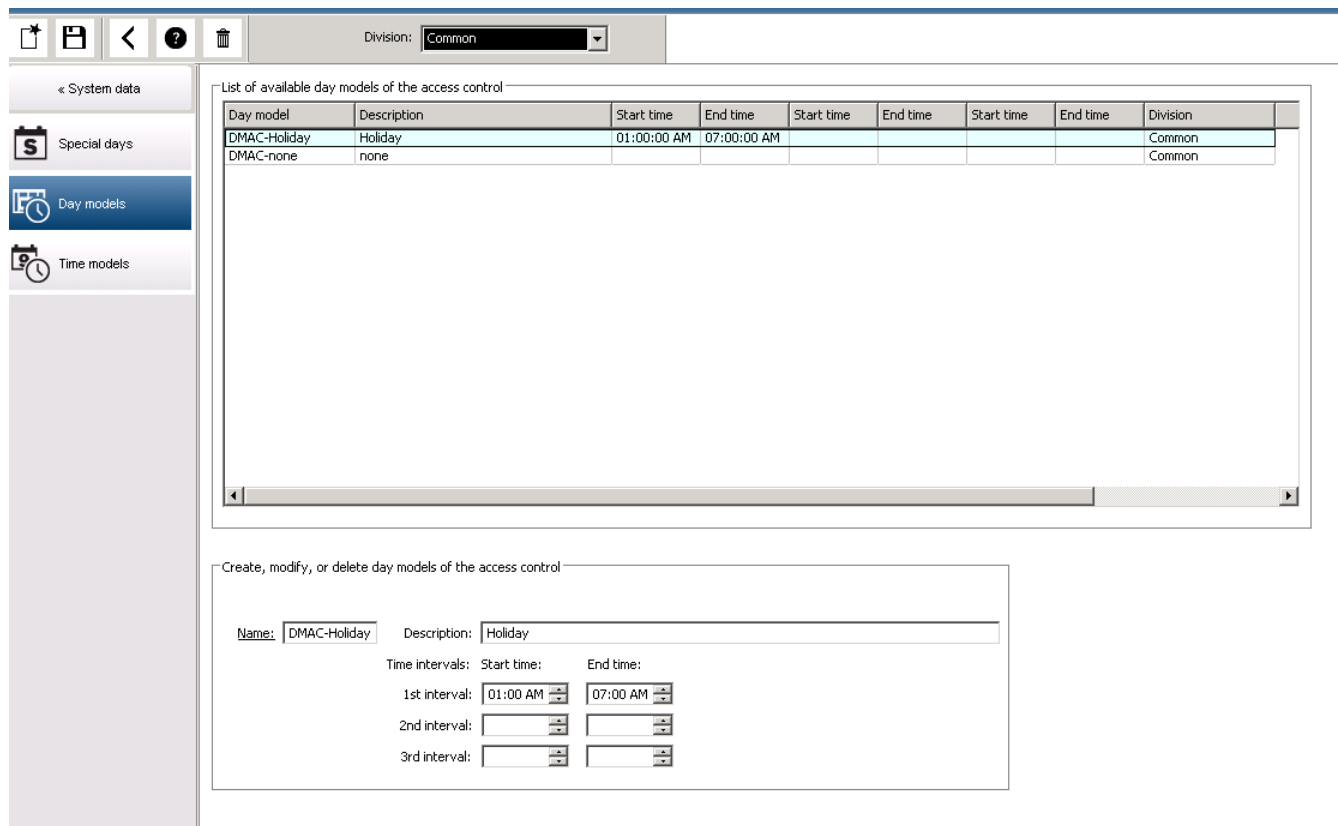 Division: Common
« System data
Special days
Day models
Time models
List of available day models of the access control
Day model Description Start time End time Start time End time Start time End time Division
DMAC-Holiday Holiday 01:00:00 AM 07:00:00 AM Common
DMAC-none none Common
Create, modify, or delete day models of the access control
Name: DMAC-Holiday Description: Holiday
Time intervals: Start time: End time:
1st interval: 01:00 AM 07:00 AM
2nd interval:
3rd interval: